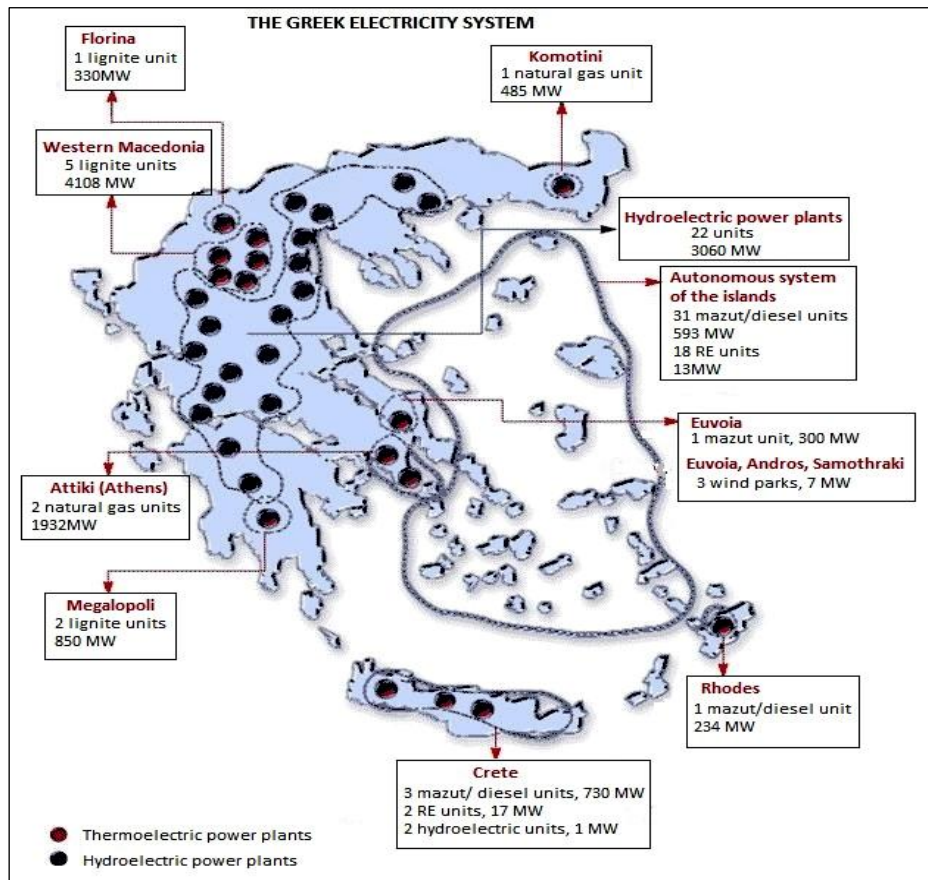 THE GREEK ELECTRICITY SYSTEM
Florina
1 lignite unit
330MW
Komotini
1 natural gas unit
485 MW
Western Macedonia
5 lignite units
4108 MW
Hydroelectric power plants
22 units
3060 MW
Autonomous system
of the islands
31 mazut/diesel units
593 MW
18 RE units
13MW
Euvoia
1 mazut unit, 300 MW
Euvoia, Andros, Samothraki
3 wind parks, 7 MW
Attiki (Athens)
2 natural gas units
1932MW
Megalopoli
2 lignite units
850 MW
Rhodes
1 mazut/diesel unit
234 MW
Crete
3 mazut/ diesel units, 730 MW
2 RE units, 17 MW
2 hydroelectric units, 1 MW
Thermoelectric power plants
Hydroelectric power plants